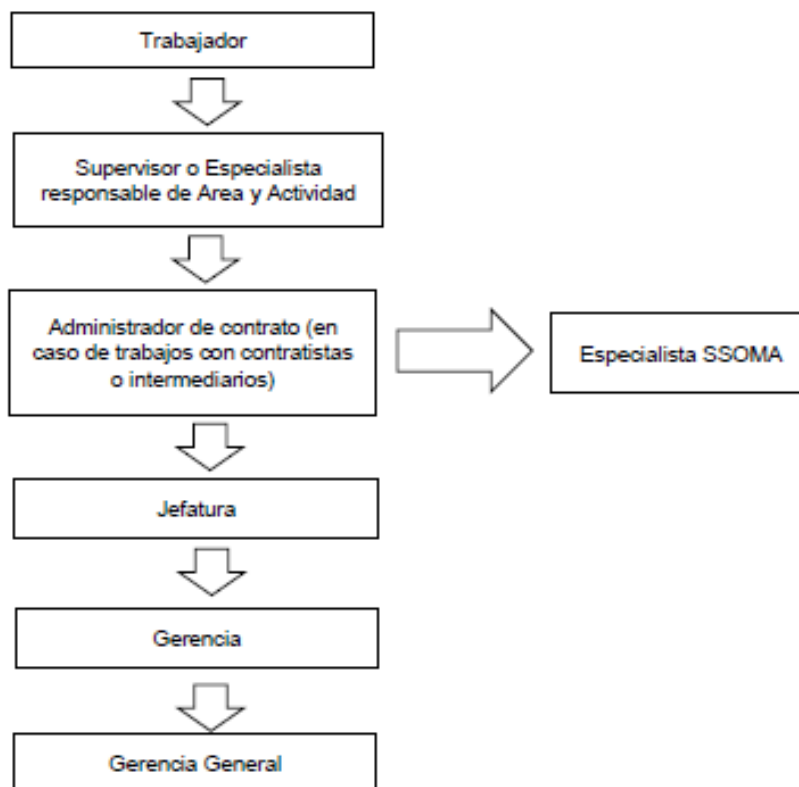 Trabajador
Supervisor o Especialista
responsable de Area y Actividad
Administrador de contrato (en
caso de trabajos con contratistas
o intermediarios)
Especialista SSOMA
Jefatura
Gerencia
Gerencia General